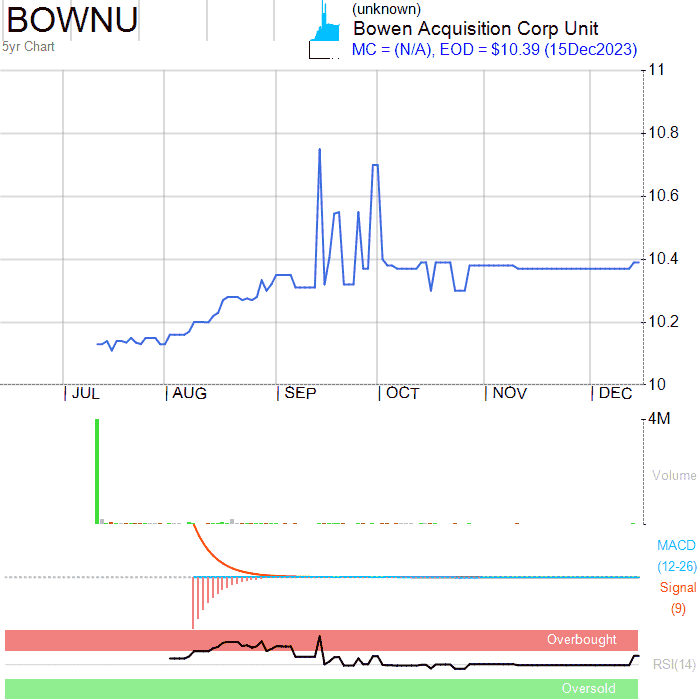 BOWNU
5yr Chart
(unknown)
Bowen Acquisition Corp Unit
MC = (N/A), EOD = $10.39 (15Dec2023)
11
10.8
10.6
10.4
10.2
10
JUL AUG SEP OCT NOV DEC
4M
Volume
MACD
(12-26)
Signal
(9)
Overbought
RSI(14)
Oversold